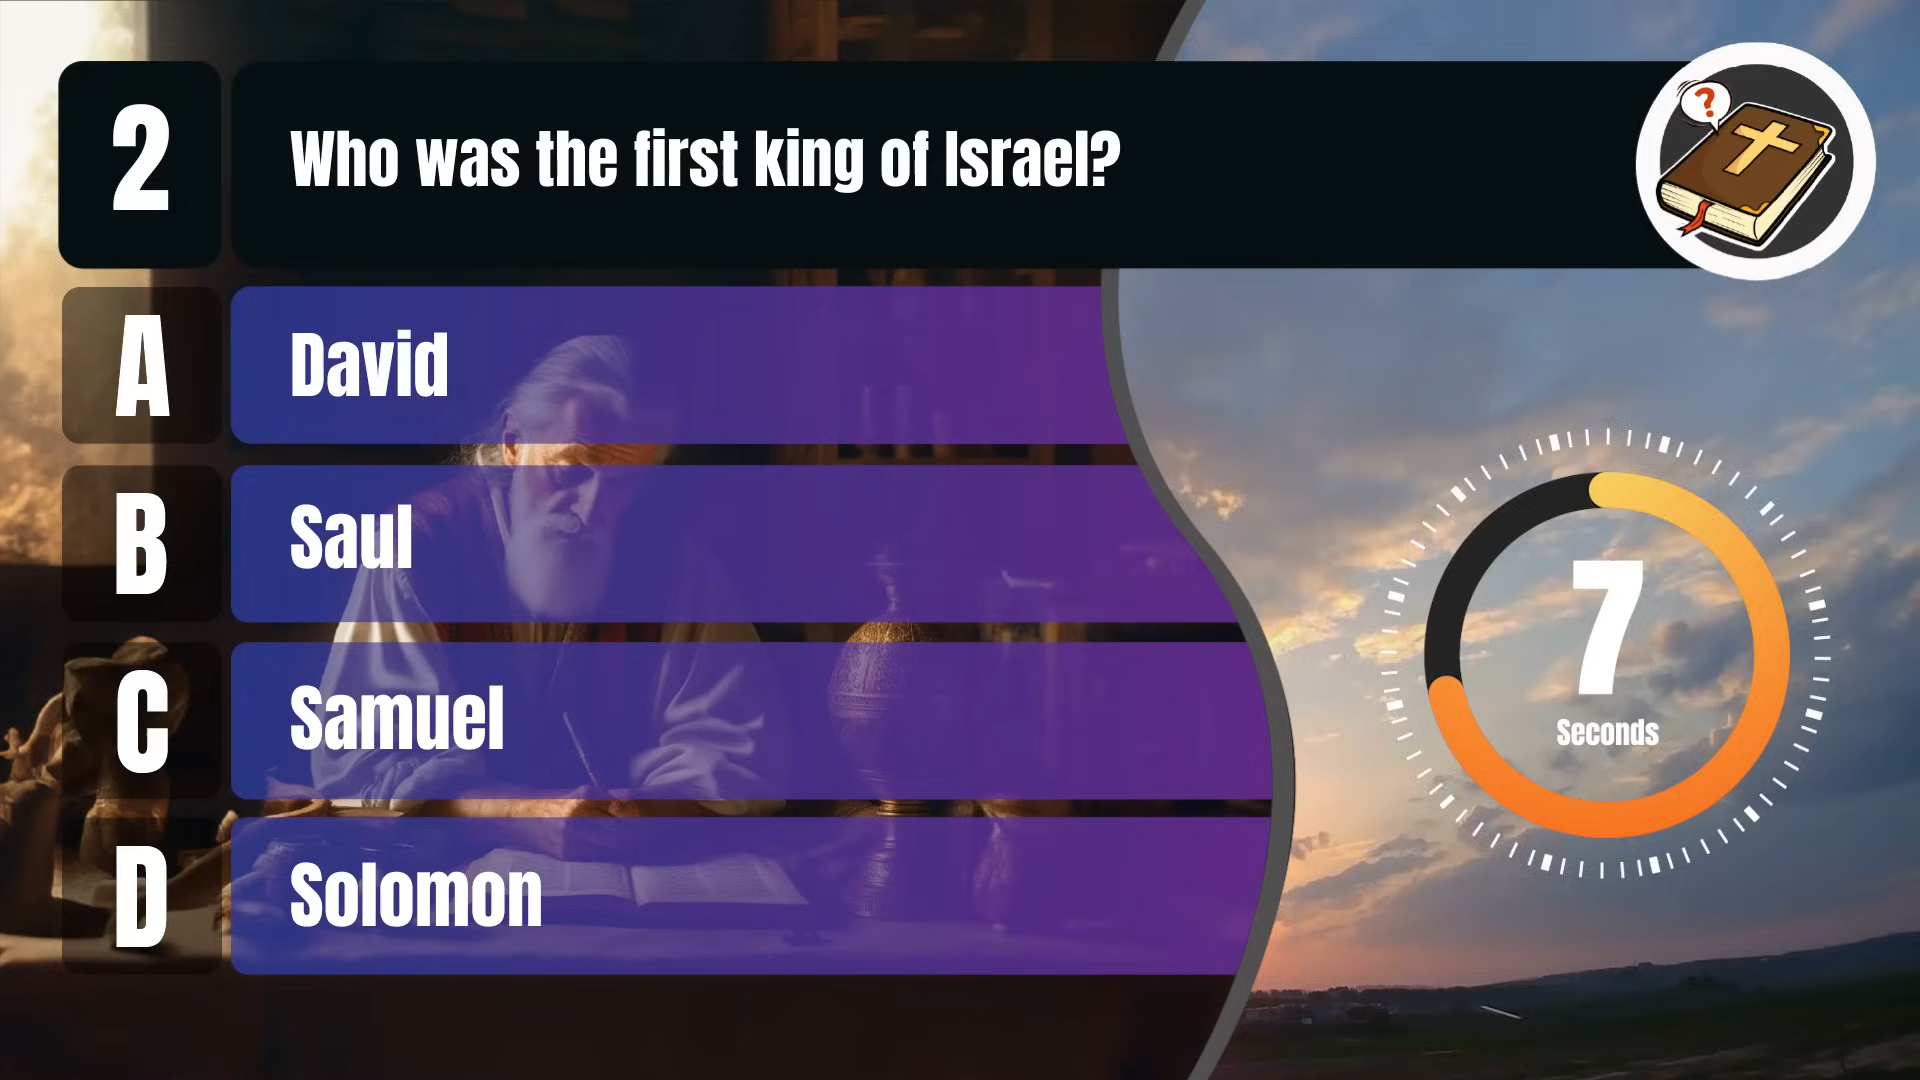 2
Who was the first king of Israel?
?
A
David
B
Saul
C
Samuel
D
Solomon
7
Seconds